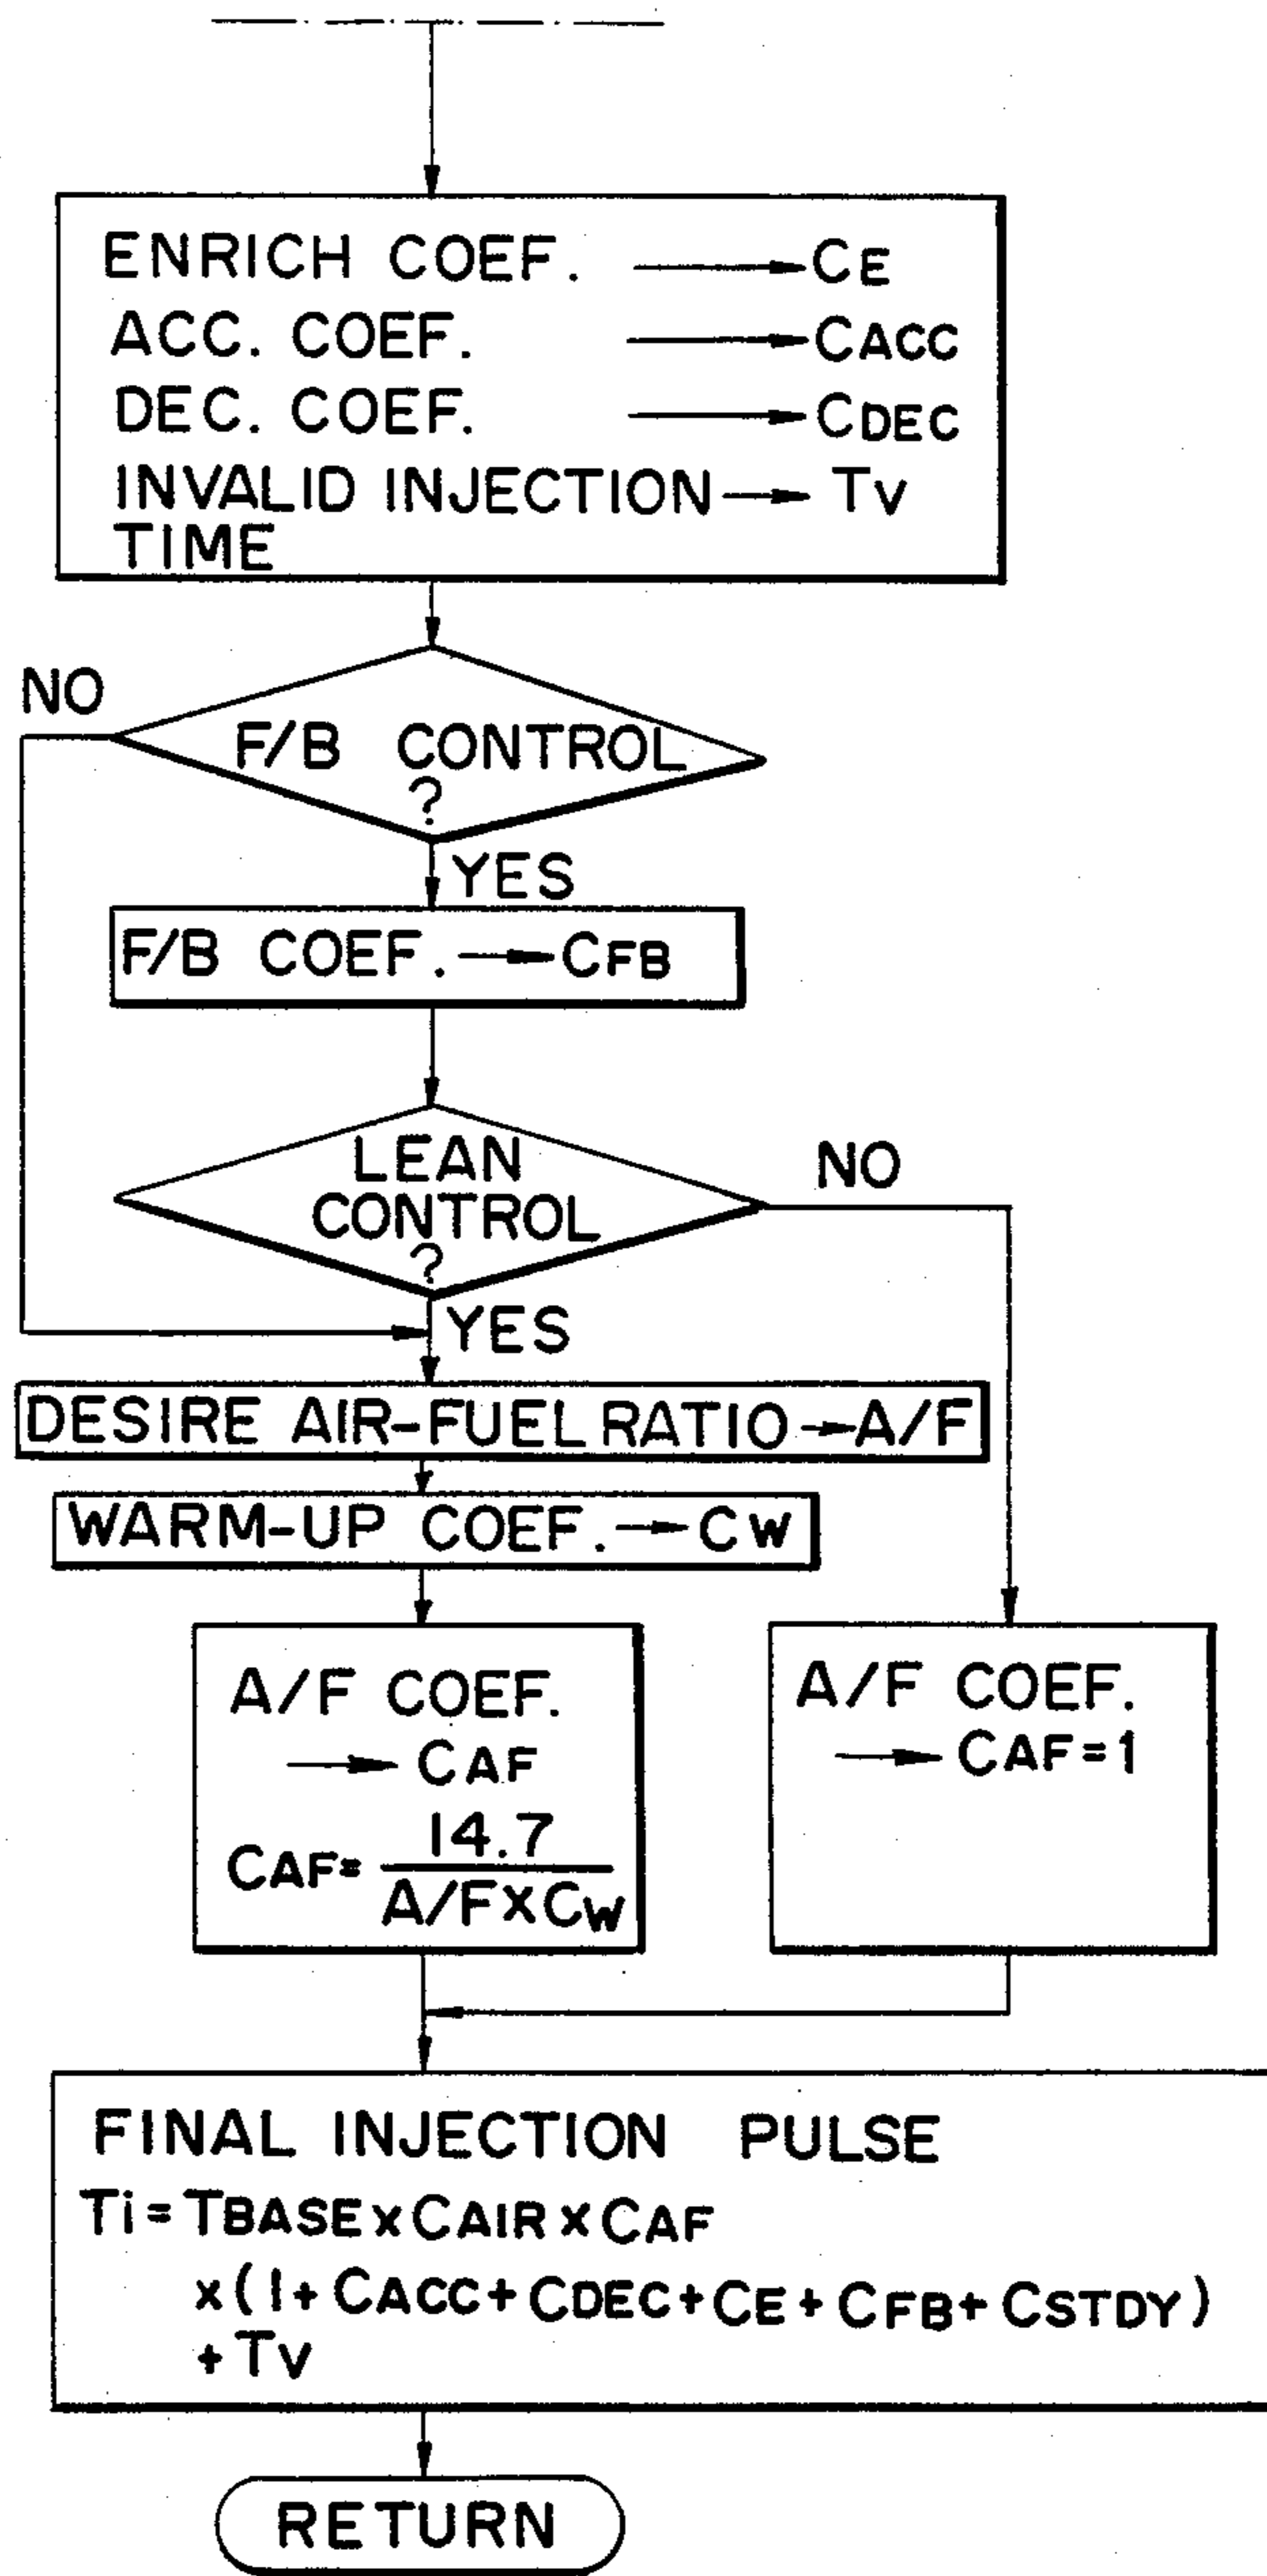 ENRICH COEF. → CE
ACC. COEF. → CACC
DEC. COEF. → CDEC
INVALID INJECTION → TV
TIME
NO
F/B CONTROL
?
YES
F/B COEF. → CFB
LEAN
CONTROL
?
NO
YES
DESIRE AIR-FUEL RATIO → A/F
WARM-UP COEF. → CW
A/F COEF.
→ CAF
CAF= 14.7
A/F×CW
A/F COEF.
→ CAF=1
FINAL INJECTION PULSE
Ti=TBASE×CAIR×CAF
×(1+CACC+CDEC+CE+CFB+CSTDY)
+TV
RETURN